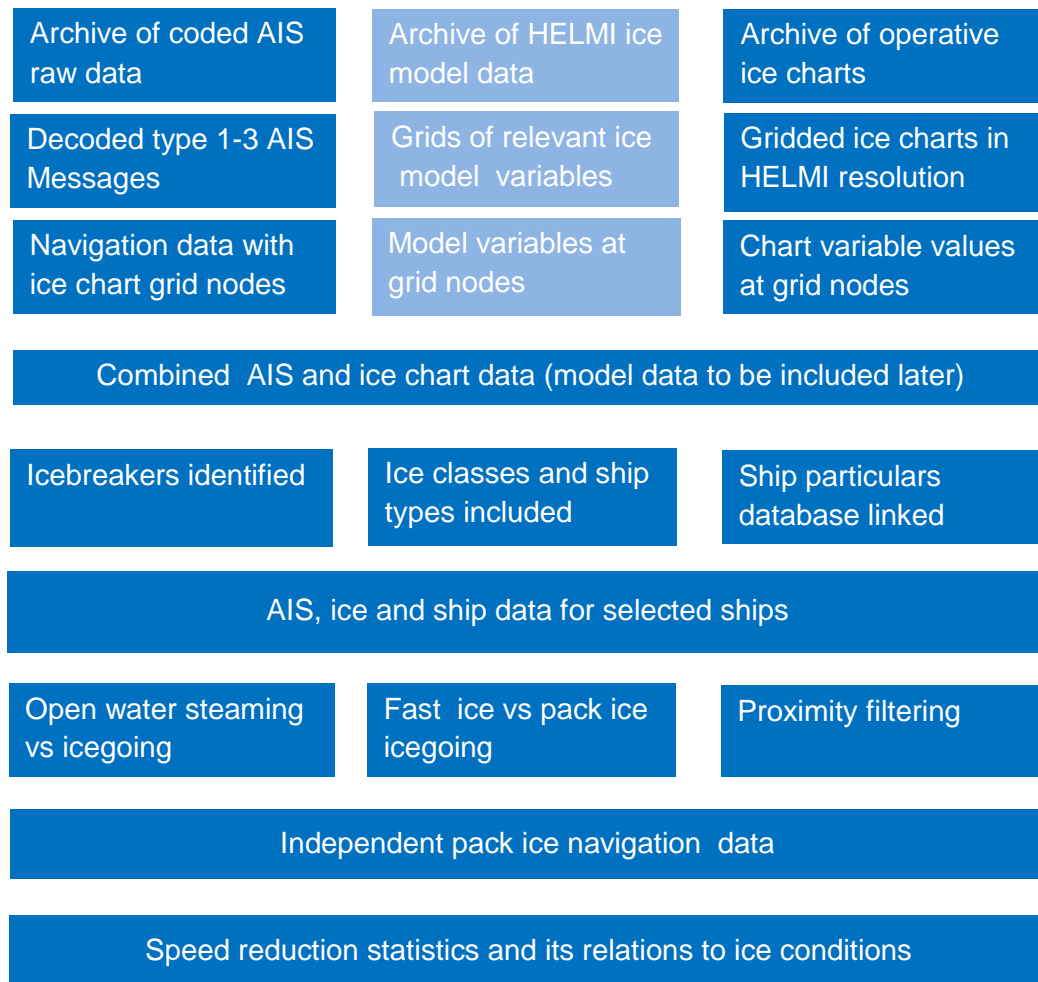 Archive of coded AIS
raw data
Archive of HELMI ice
model data
Archive of operative
ice charts
Decoded type 1-3 AIS
Messages
Grids of relevant ice
model variables
Gridded ice charts in
HELMI resolution
Navigation data with
ice chart grid nodes
Model variables at
grid nodes
Chart variable values
at grid nodes
Combined AIS and ice chart data (model data to be included later)
Icebreakers identified
Ice classes and ship
types included
Ship particulars
database linked
AIS, ice and ship data for selected ships
Open water steaming
vs icegoing
Fast ice vs pack ice
icegoing
Proximity filtering
Independent pack ice navigation data
Speed reduction statistics and its relations to ice conditions